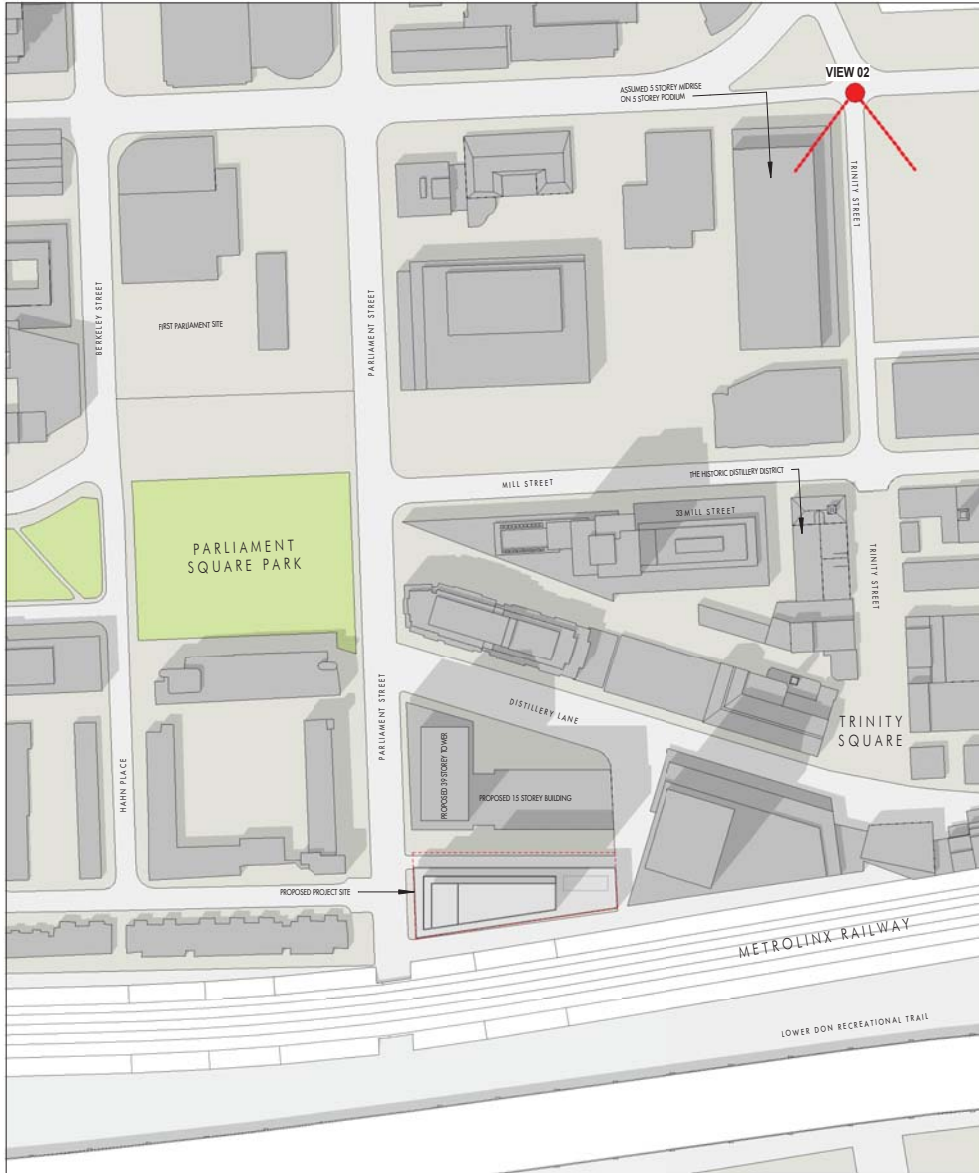 VIEW 02
ASSUMED 5 STOREY MIDRISE
ON 5 STOREY PODIUM
TRINITY STREET
BERKELEY STREET
PARLIAMENT STREET
FIRST PARLIAMENT SITE
THE HISTORIC DISTILLERY DISTRICT
MILL STREET
33 MILL STREET
PARLIAMENT
SQUARE PARK
TRINITY STREET
DISTILLERY LANE
TRINITY
SQUARE
PARLIAMENT STREET
HAHN PLACE
PROPOSED 39 STOREY TOWER
PROPOSED 15 STOREY BUILDING
PROPOSED PROJECT SITE
METROLINX RAILWAY
LOWER DON RECREATIONAL TRAIL